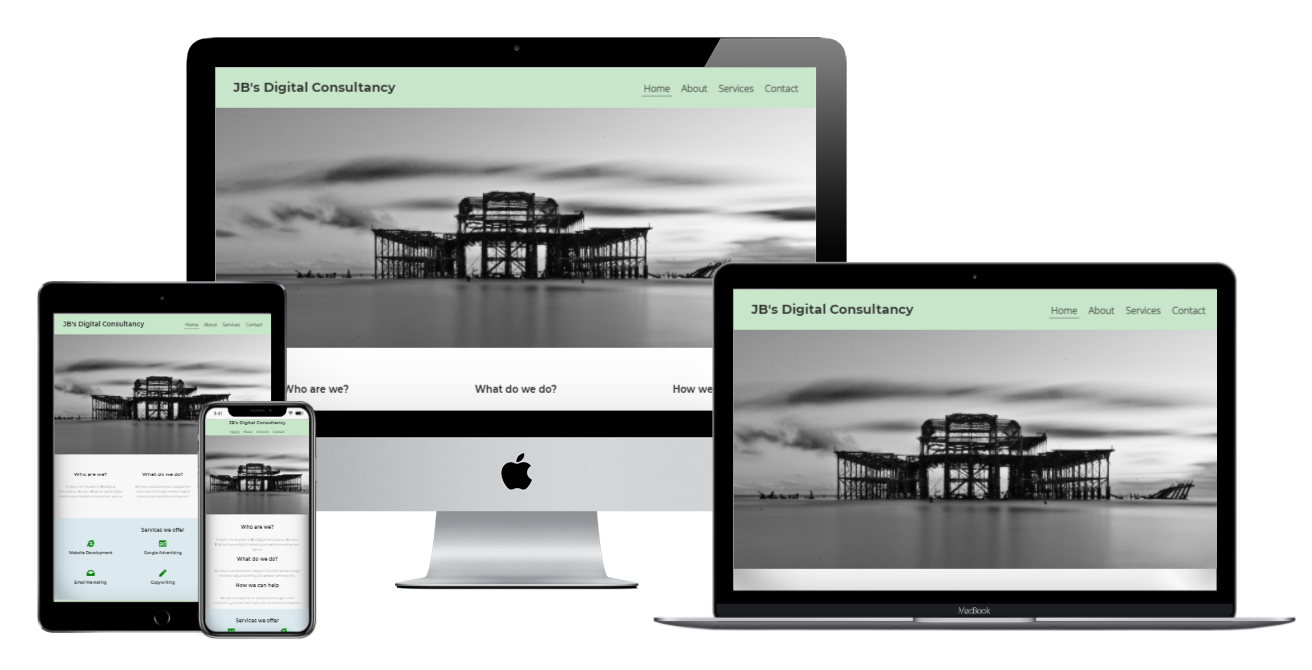 JB's Digital Consultancy
Home About Services Contact
Who are we?
What do we do?
How we
JB's Digital Consultancy
Home About Services Contact
MacBook
JB's Digital Consultancy
Home About Services Contact
Who are we?
What do we do?
Services we offer
Website Development
Google Advertising
Email Marketing
Copywriting
9:41
JB's Digital Consultancy
Home About Services Contact
Who are we?
What do we do?
How we can help
Services we offer